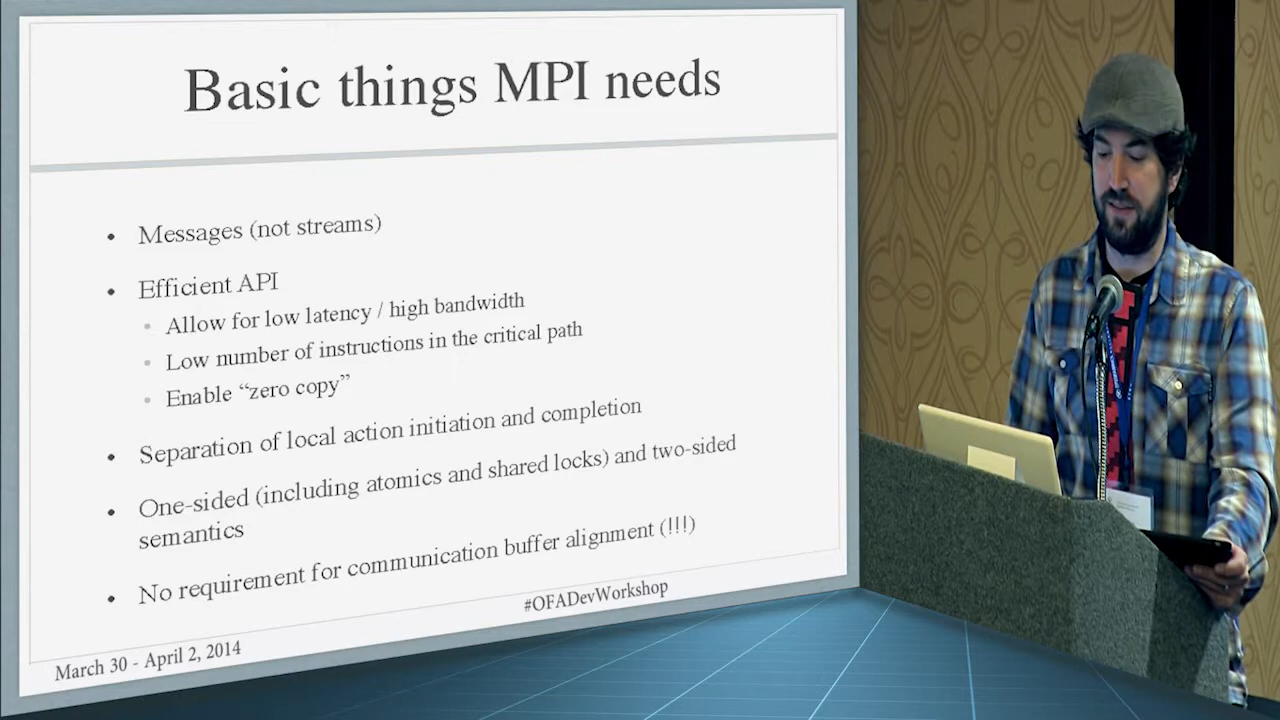 Basic things MPI needs
• Messages (not streams)
• Efficient API
• Allow for low latency / high bandwidth
• Low number of instructions in the critical path
• Enable “zero copy”
• Separation of local action initiation and completion
• One-sided (including atomics and shared locks) and two-sided
semantics
• No requirement for communication buffer alignment (!!!)
#OFADevWorkshop
March 30 - April 2, 2014